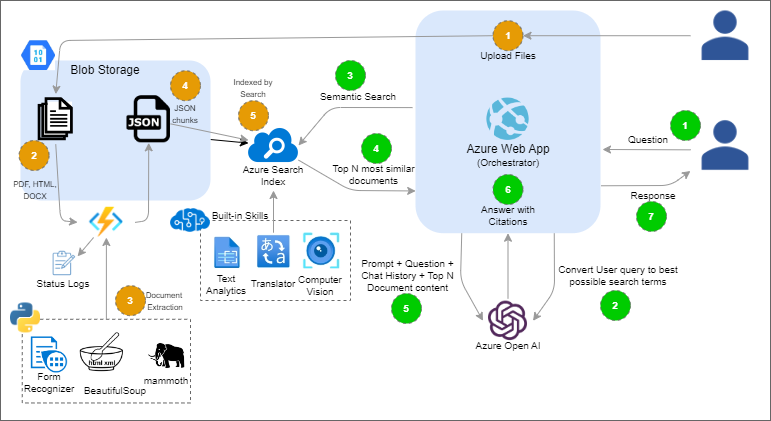 1
Upload Files
10
01
Blob Storage
4
JSON
chunks
JSON
Indexed by
Search
5
3
Semantic Search
Azure Search
Index
4
Top N most similar
documents
Azure Web App
(Orchestrator)
6
Answer with
Citations
1
Question
Response
7
2
PDF, HTML,
DOCX
Status Logs
Built-in Skills
Text
Analytics
Translator
Computer
Vision
あ
a
Prompt + Question +
Chat History + Top N
Document content
5
Convert User query to best
possible search terms
2
Azure Open AI
3
Document
Extraction
Form
Recognizer
html xml
BeautifulSoup
mammoth